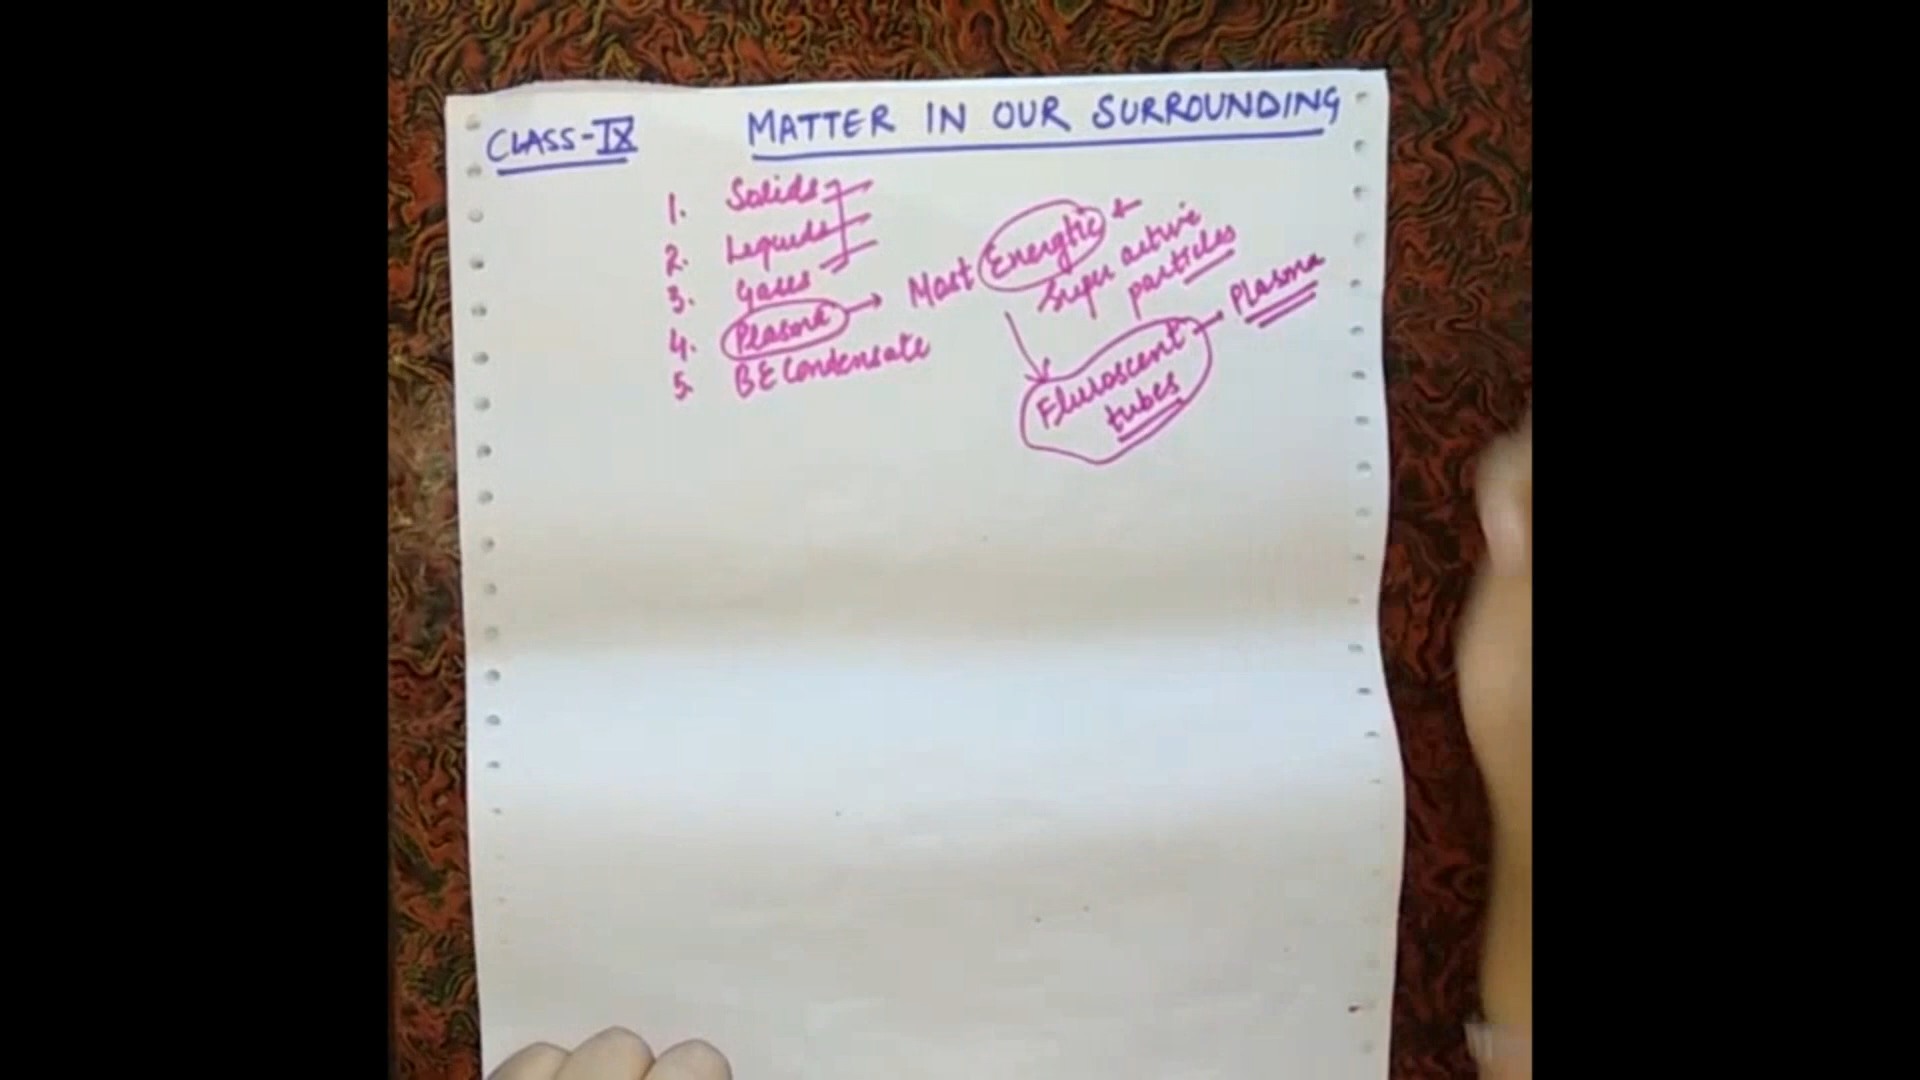 CLASS-IX
MATTER IN OUR SURROUNDING
1. Solids
2. Liquids
3. Gases
4. Plasma → Most Energtic
super active
particles
5. BE Condensate
Fluroscent
tubes
Plasma